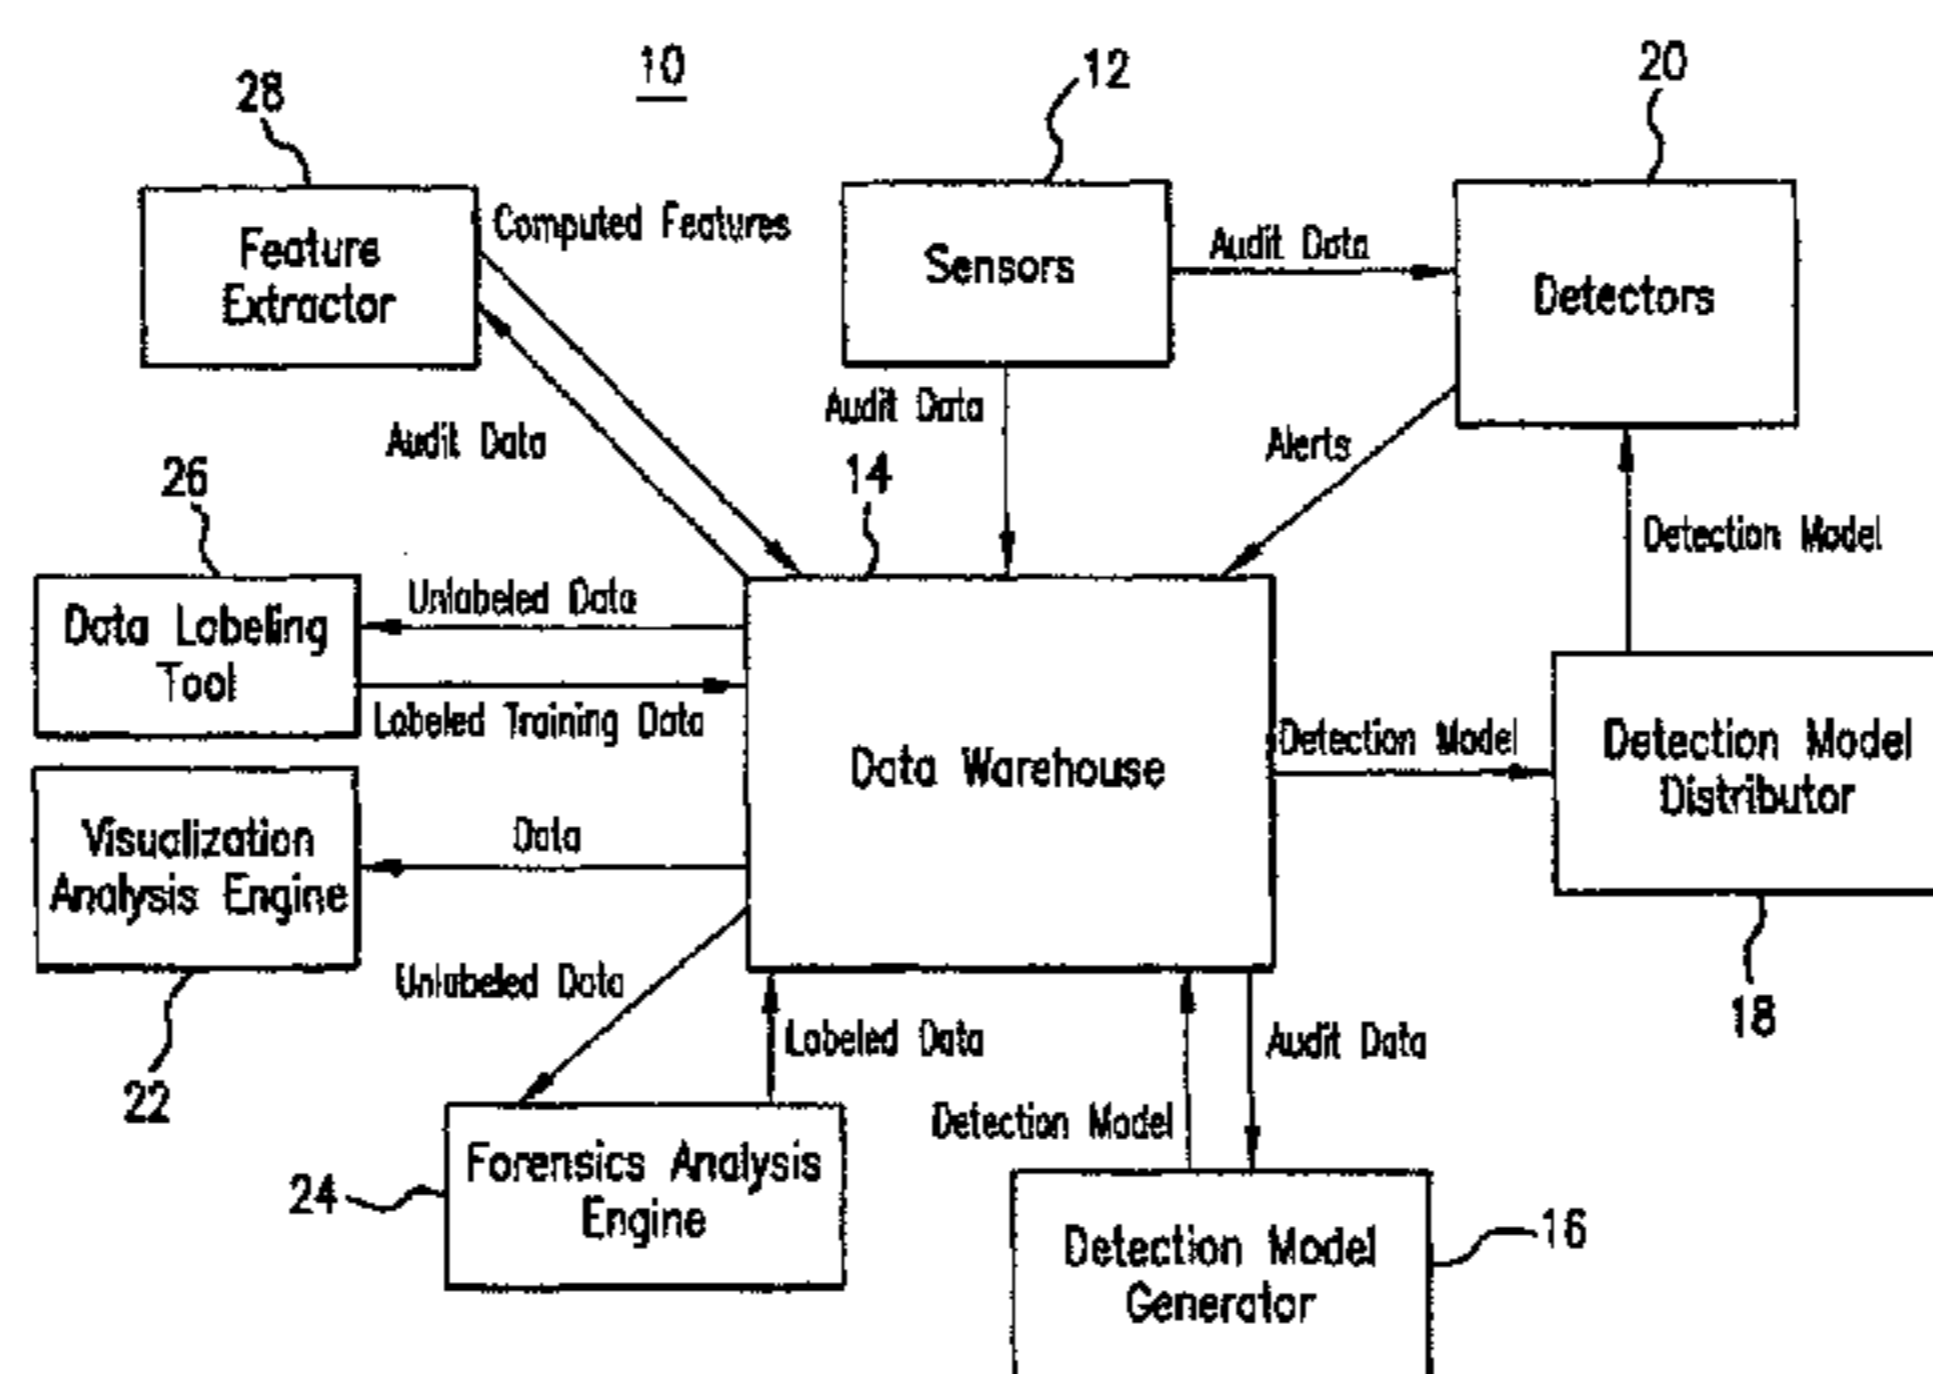 10
28
12
20
Feature
Extractor
Computed Features
Sensors
Audit Data
Detectors
Audit Data
Audit Data
Alerts
14
26
Detection Model
Data Labeling
Tool
Unlabeled Data
Labeled Training Data
Data Warehouse
Detection Model
Detection Model
Distributor
18
Visualization
Analysis Engine
Data
22
Unlabeled Data
Labeled Data
Detection Model
Audit Data
24
Forensics Analysis
Engine
Detection Model
Generator
16